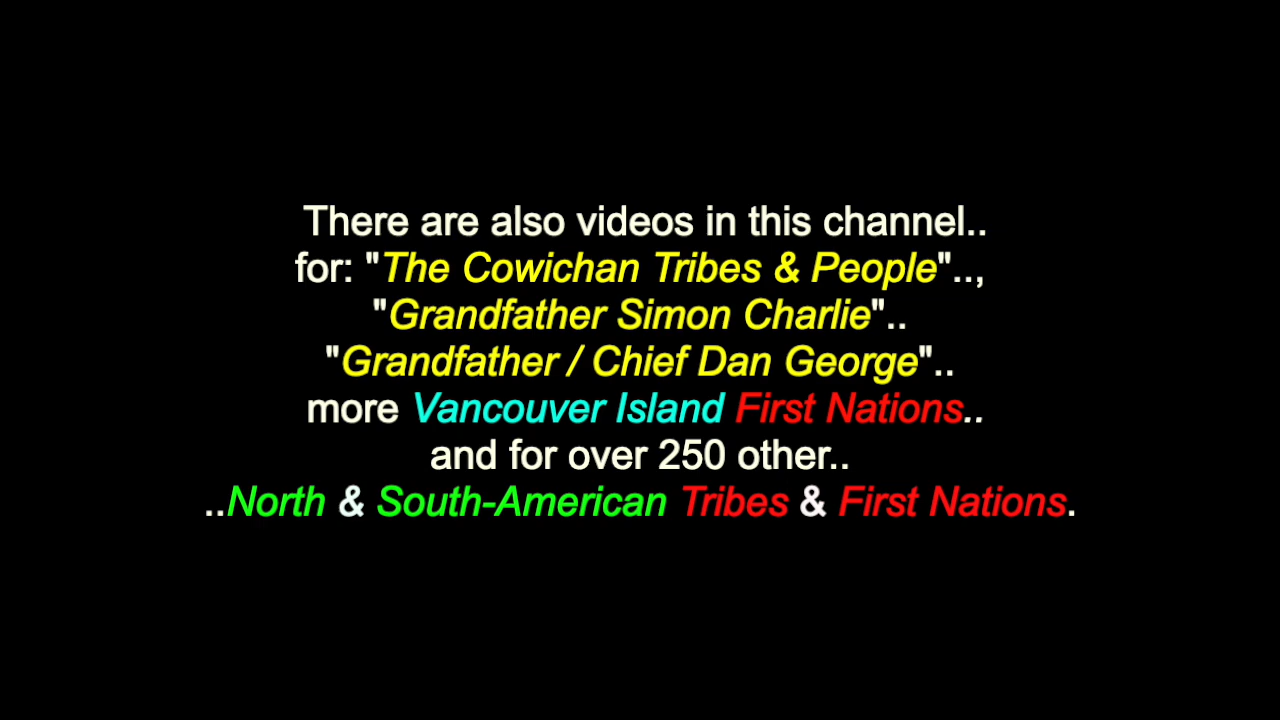 There are also videos in this channel..
for: "The Cowichan Tribes & People"..,
"Grandfather Simon Charlie"..
"Grandfather / Chief Dan George"..
more Vancouver Island First Nations..
and for over 250 other..
..North & South-American Tribes & First Nations.